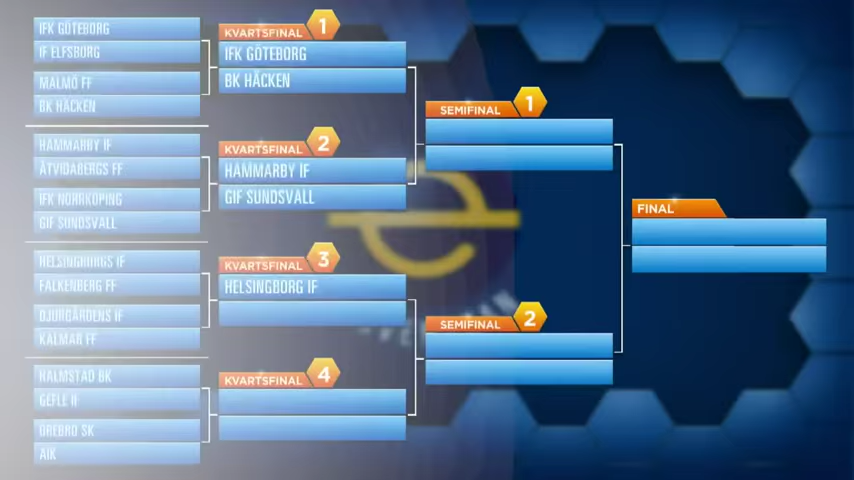 IFK GÖTEBORG
IF ELFSBORG
MALMÖ FF
BK HÄCKEN
HAMMARBY IF
ÅTVIDABERGS FF
IFK NORRKÖPING
GIF SUNDSVALL
HELSINGBORGS IF
FALKENBERG FF
DJURGÅRDENS IF
KALMAR FF
HALMSTAD BK
GEFLE IF
ÖREBRO SK
AIK
KVARTSFINAL 1
IFK GÖTEBORG
BK HÄCKEN
KVARTSFINAL 2
HAMMARBY IF
GIF SUNDSVALL
KVARTSFINAL 3
HELSINGBORG IF
KVARTSFINAL 4
SEMIFINAL 1
SEMIFINAL 2
FINAL